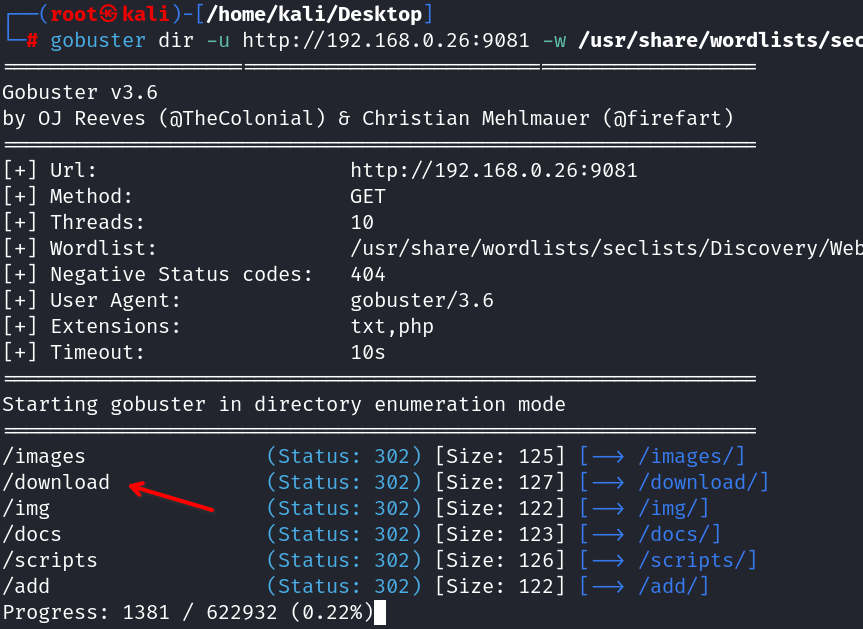 ┌──(root㉿kali)-[/home/kali/Desktop]
└─# gobuster dir -u http://192.168.0.26:9081 -w /usr/share/wordlists/sec
===============================================================
Gobuster v3.6
by OJ Reeves (@TheColonial) & Christian Mehlmauer (@firefart)
===============================================================
[+] Url:                     http://192.168.0.26:9081
[+] Method:                  GET
[+] Threads:                 10
[+] Wordlist:                /usr/share/wordlists/seclists/Discovery/Web
[+] Negative Status codes:   404
[+] User Agent:              gobuster/3.6
[+] Extensions:              txt,php
[+] Timeout:                 10s
===============================================================
Starting gobuster in directory enumeration mode
===============================================================
/images               (Status: 302) [Size: 125] [--> /images/]
/download             (Status: 302) [Size: 127] [--> /download/]
/img                  (Status: 302) [Size: 122] [--> /img/]
/docs                 (Status: 302) [Size: 123] [--> /docs/]
/scripts              (Status: 302) [Size: 126] [--> /scripts/]
/add                  (Status: 302) [Size: 122] [--> /add/]
Progress: 1381 / 622932 (0.22%)